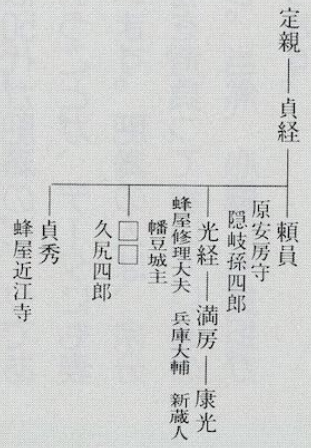 定親―貞経―頼員
原安房守
隠岐孫四郎
光経―満房―康光
蜂屋修理大夫 兵庫大輔 新蔵人
幡豆城主
□□
久尻四郎
貞秀
蜂屋近江寺